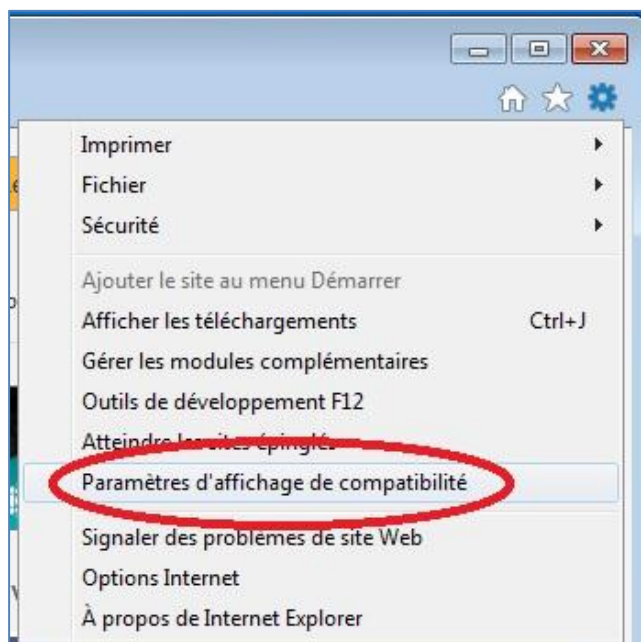 Imprimer
Fichier
Sécurité
Ajouter le site au menu Démarrer
Afficher les téléchargements Ctrl+J
Gérer les modules complémentaires
Outils de développement F12
Atteindre les sites épinglés
Paramètres d'affichage de compatibilité
Signaler des problèmes de site Web
Options Internet
À propos de Internet Explorer